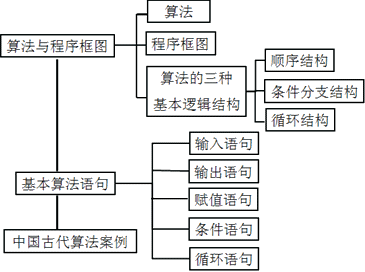 算法
算法与程序框图
程序框图
算法的三种
基本逻辑结构
顺序结构
条件分支结构
循环结构
基本算法语句
输入语句
输出语句
赋值语句
条件语句
循环语句
中国古代算法案例